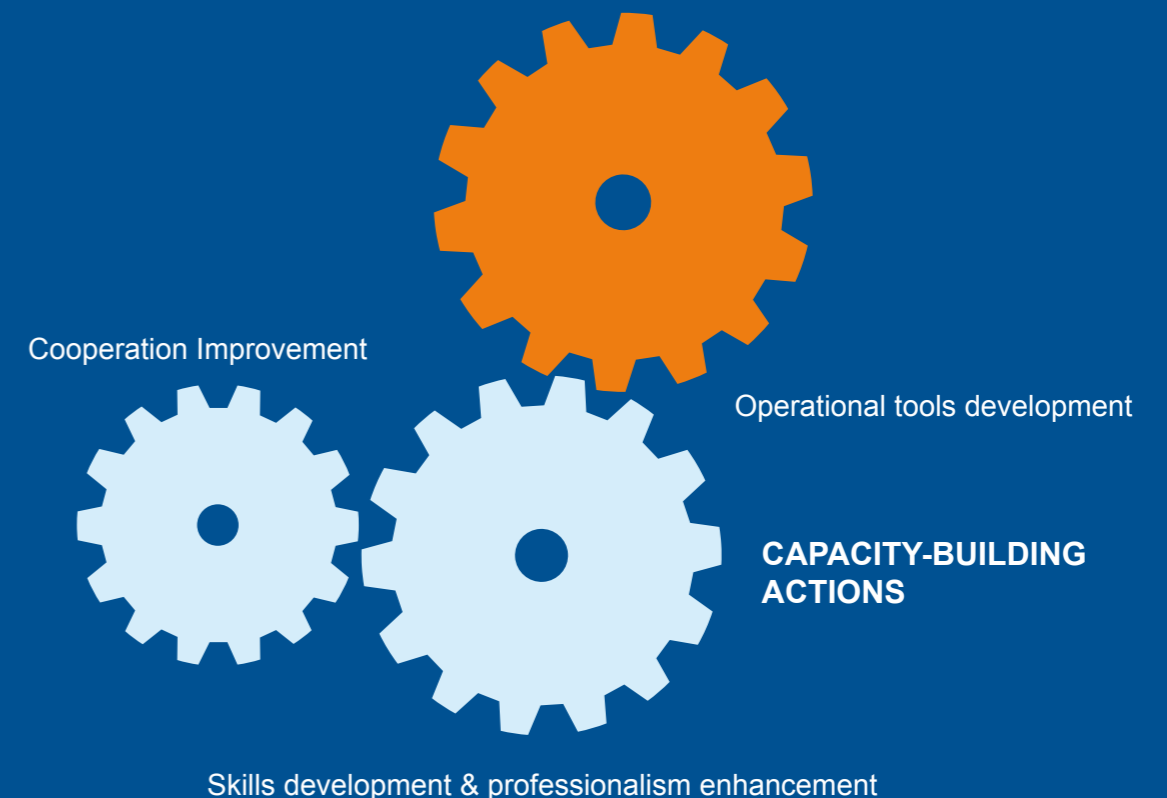 Cooperation Improvement
Operational tools development
CAPACITY-BUILDING
ACTIONS
Skills development & professionalism enhancement